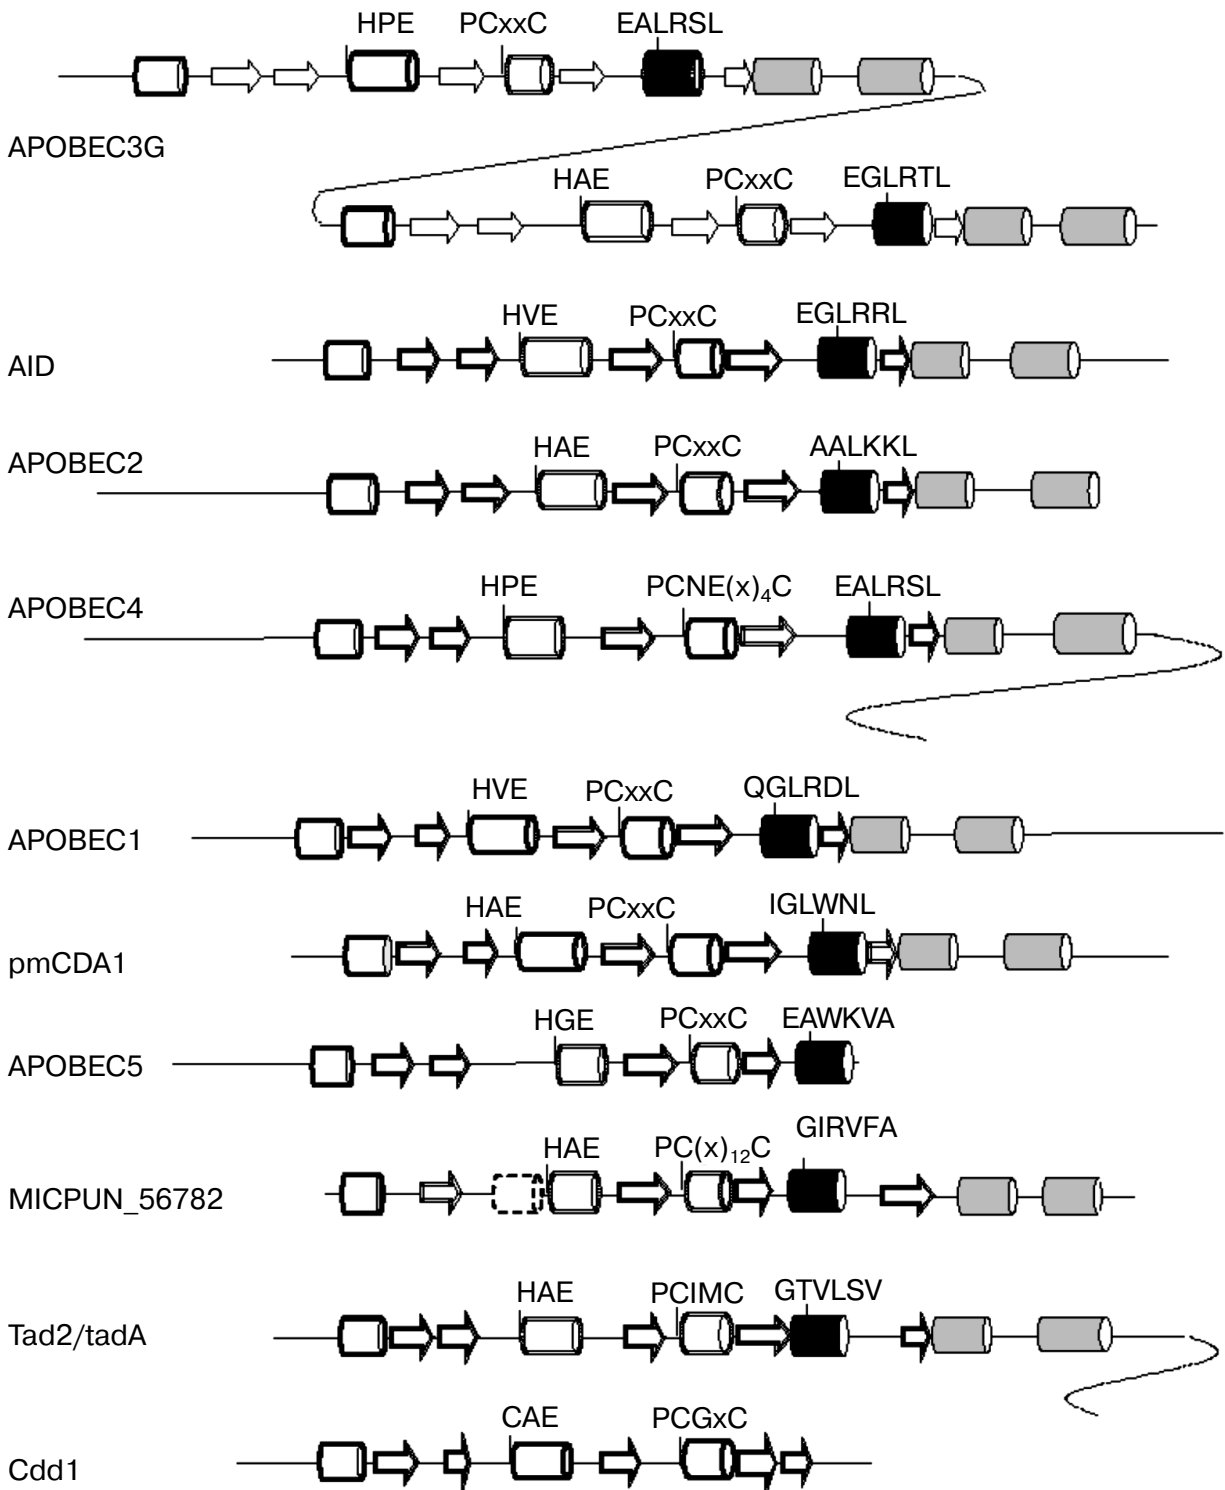 HPE PCxxC EALRSL
APOBEC3G
HAE PCxxC EGLRTL
HVE PCxxC EGLRRL
AID
HAE PCxxC AALKKL
APOBEC2
HPE PCNE(x)₄C EALRSL
APOBEC4
HVE PCxxC QGLRDL
APOBEC1
HAE PCxxC IGLWNL
pmCDA1
HGE PCxxC EAWKVA
APOBEC5
HAE PC(x)₁₂C GIRVFA
MICPUN_56782
HAE PCIMC GTVLSV
Tad2/tadA
CAE PCGxC
Cdd1